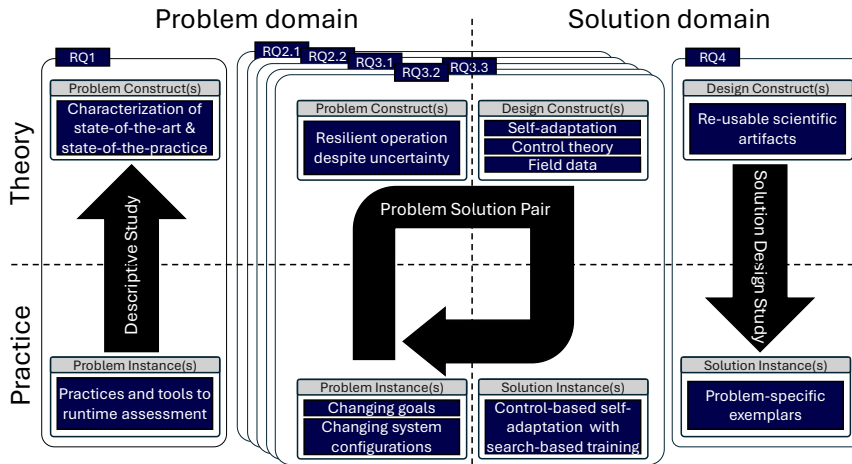 Problem domain
Solution domain
Theory
Practice
RQ1
Problem Construct(s)
Characterization of
state-of-the-art &
state-of-the-practice
Descriptive Study
Problem Instance(s)
Practices and tools to
runtime assessment
RQ2.1
RQ2.2
RQ3.1
RQ3.2
RQ3.3
Problem Construct(s)
Resilient operation
despite uncertainty
Design Construct(s)
Self-adaptation
Control theory
Field data
Problem Solution Pair
Problem Instance(s)
Changing goals
Changing system
configurations
Solution Instance(s)
Control-based self-
adaptation with
search-based training
RQ4
Design Construct(s)
Re-usable scientific
artifacts
Solution Design Study
Solution Instance(s)
Problem-specific
exemplars